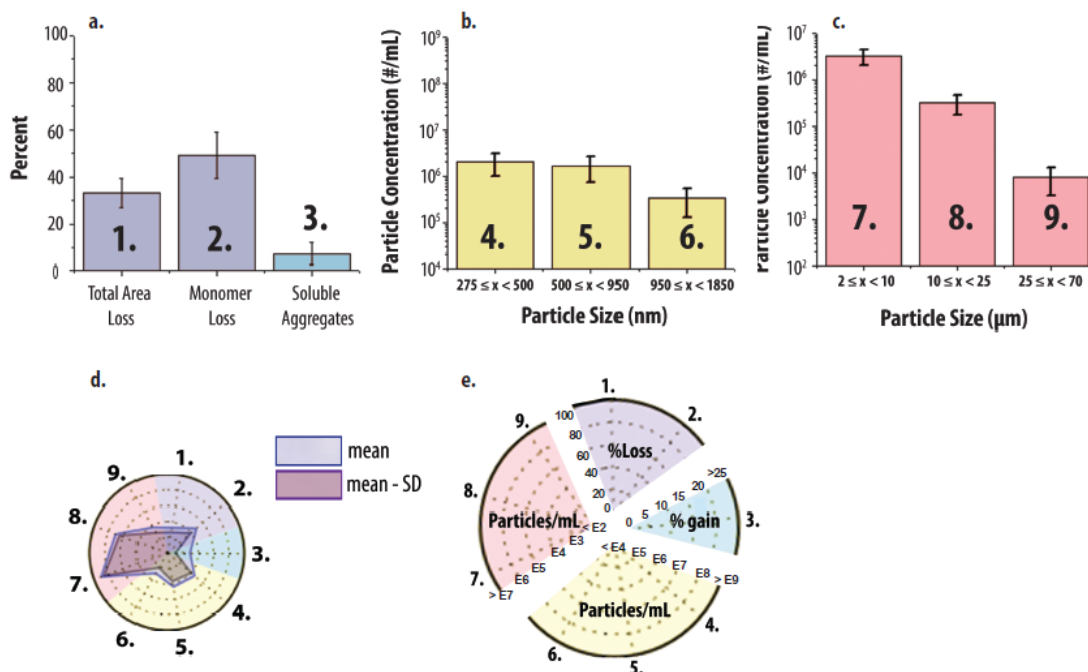 a.
Percent
100
80
60
40
20
0
1.
2.
3.
Total Area
Loss
Monomer
Loss
Soluble
Aggregates
b.
Particle Concentration (#/mL)
10⁹
10⁸
10⁷
10⁶
10⁵
10⁴
4.
5.
6.
275 ≤ x < 500
500 ≤ x < 950
950 ≤ x < 1850
Particle Size (nm)
c.
Particle Concentration (#/mL)
10⁷
10⁶
10⁵
10⁴
10³
10²
7.
8.
9.
2 ≤ x < 10
10 ≤ x < 25
25 ≤ x < 70
Particle Size (μm)
d.
1.
2.
3.
4.
5.
6.
7.
8.
9.
mean
mean - SD
e.
1.
2.
3.
4.
5.
6.
7.
8.
9.
100
80
60
40
20
0
%Loss
0
5
10
15
20
>25
% gain
< E4
E5
E6
E7
E8
> E9
Particles/mL
< E2
E3
E4
E5
E6
> E7
Particles/mL